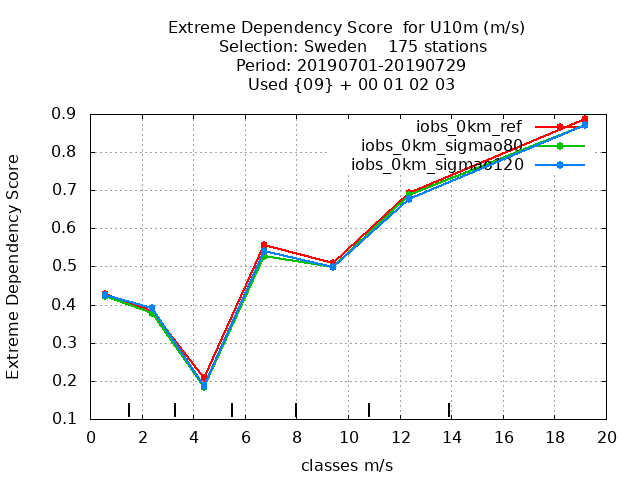 Extreme Dependency Score  for U10m (m/s)
Selection: Sweden    175 stations
Period: 20190701-20190729
Used {09} + 00 01 02 03
iobs_0km_ref
iobs_0km_sigmao80
iobs_0km_sigmao120
Extreme Dependency Score
0.9
0.8
0.7
0.6
0.5
0.4
0.3
0.2
0.1
0 2 4 6 8 10 12 14 16 18 20
classes m/s